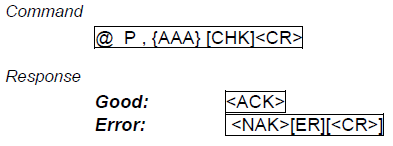 Command
@ P , {AAA} [CHK]<CR>
Response
Good: <ACK>
Error: <NAK>[ER][<CR>]